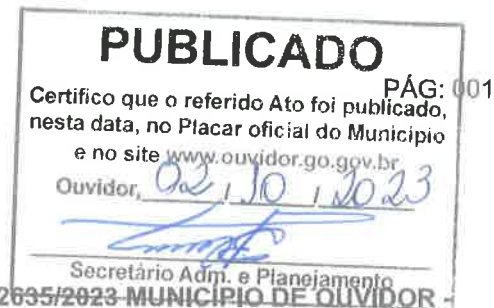 PUBLICADO
PÁG: 001
Certifico que o referido Ato foi publicado,
nesta data, no Placar oficial do Município
e no site www.ouvidor.go.gov.br
Ouvidor, 02 / 10 / 2023
Secretário Adm. e Planejamento
2635/2023 MUNICÍPIO DE OUVIDOR -